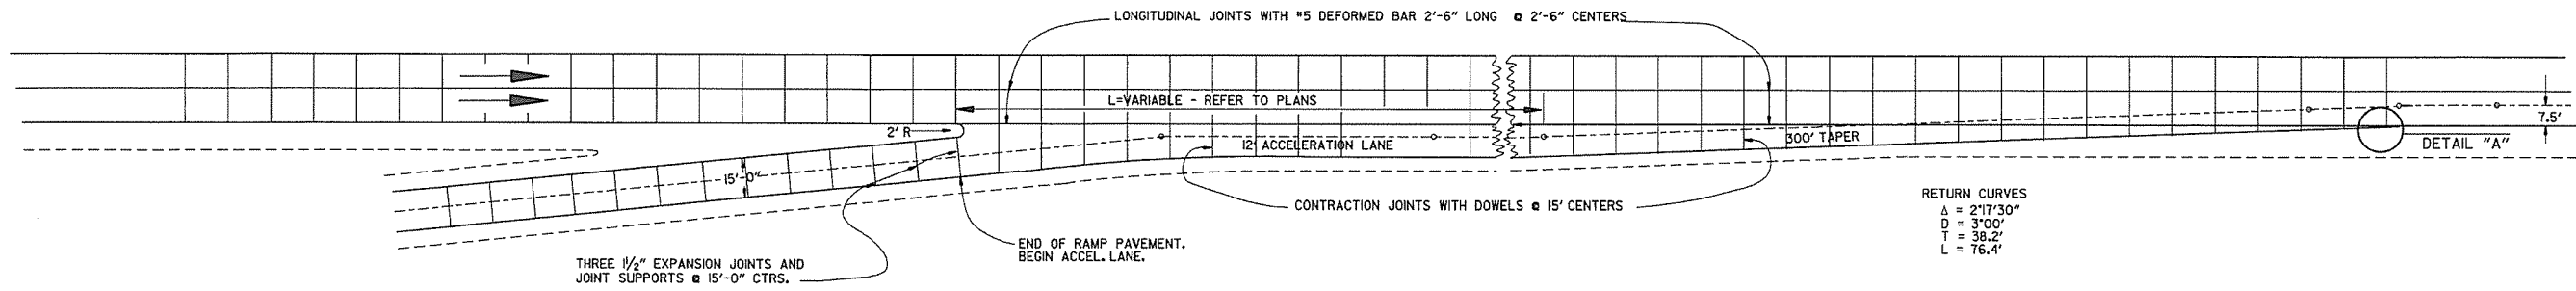 LONGITUDINAL JOINTS WITH #5 DEFORMED BAR 2'-6" LONG @ 2'-6" CENTERS
L=VARIABLE - REFER TO PLANS
2' R
12' ACCELERATION LANE
300' TAPER
7.5'
DETAIL "A"
15'-0"
CONTRACTION JOINTS WITH DOWELS @ 15' CENTERS
RETURN CURVES
Δ = 2°17'30"
D = 3°00'
T = 38.2'
L = 76.4'
END OF RAMP PAVEMENT.
BEGIN ACCEL. LANE.
THREE 1½" EXPANSION JOINTS AND
JOINT SUPPORTS @ 15'-0" CTRS.